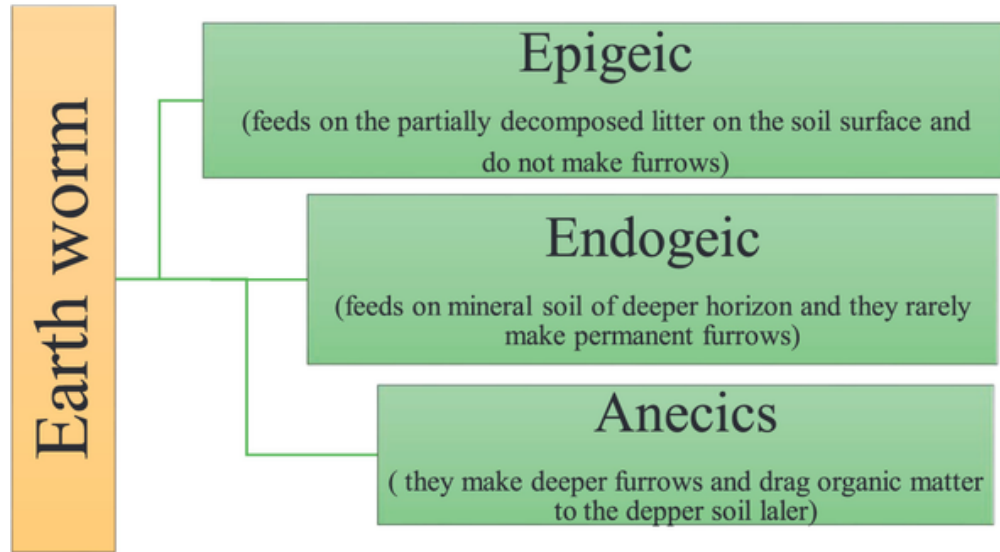 Earth worm
Epigeic
(feeds on the partially decomposed litter on the soil surface and
do not make furrows)
Endogeic
(feeds on mineral soil of deeper horizon and they rarely
make permanent furrows)
Anecics
( they make deeper furrows and drag organic matter
to the depper soil laler)